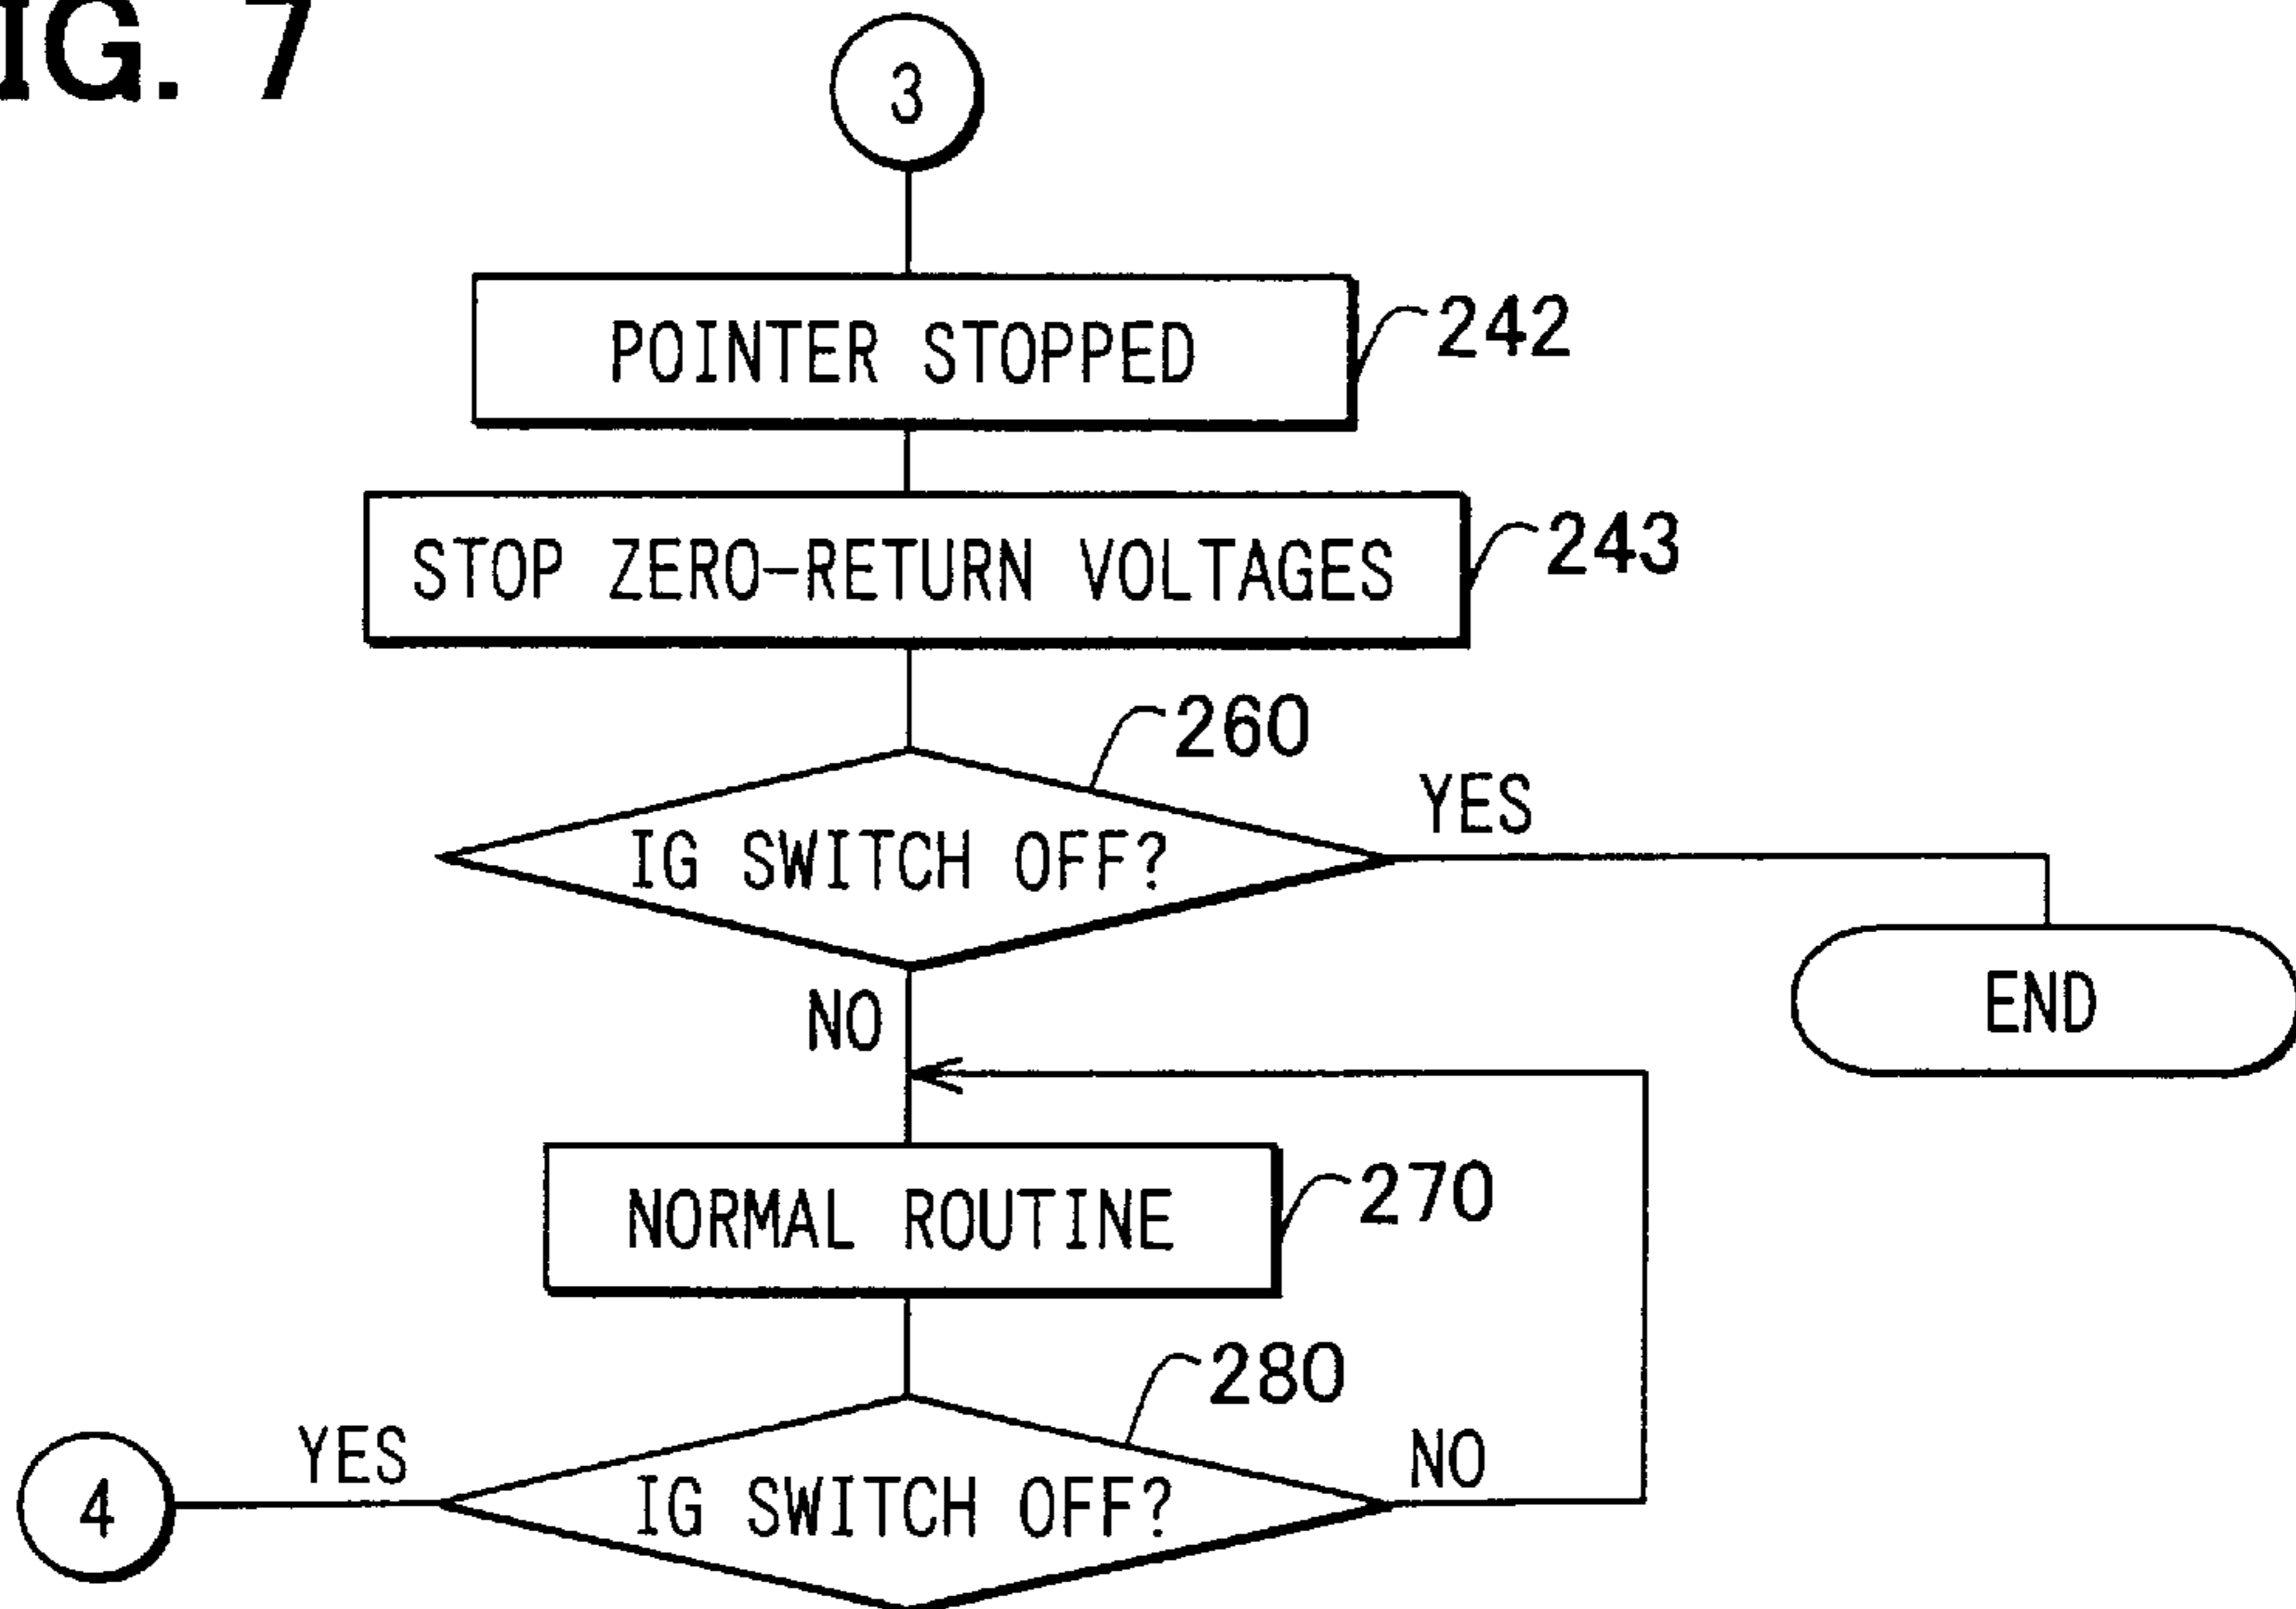 IG. 7
3
POINTER STOPPED
242
STOP ZERO-RETURN VOLTAGES
243
260
IG SWITCH OFF?
YES
END
NO
NORMAL ROUTINE
270
280
IG SWITCH OFF?
YES
NO
4